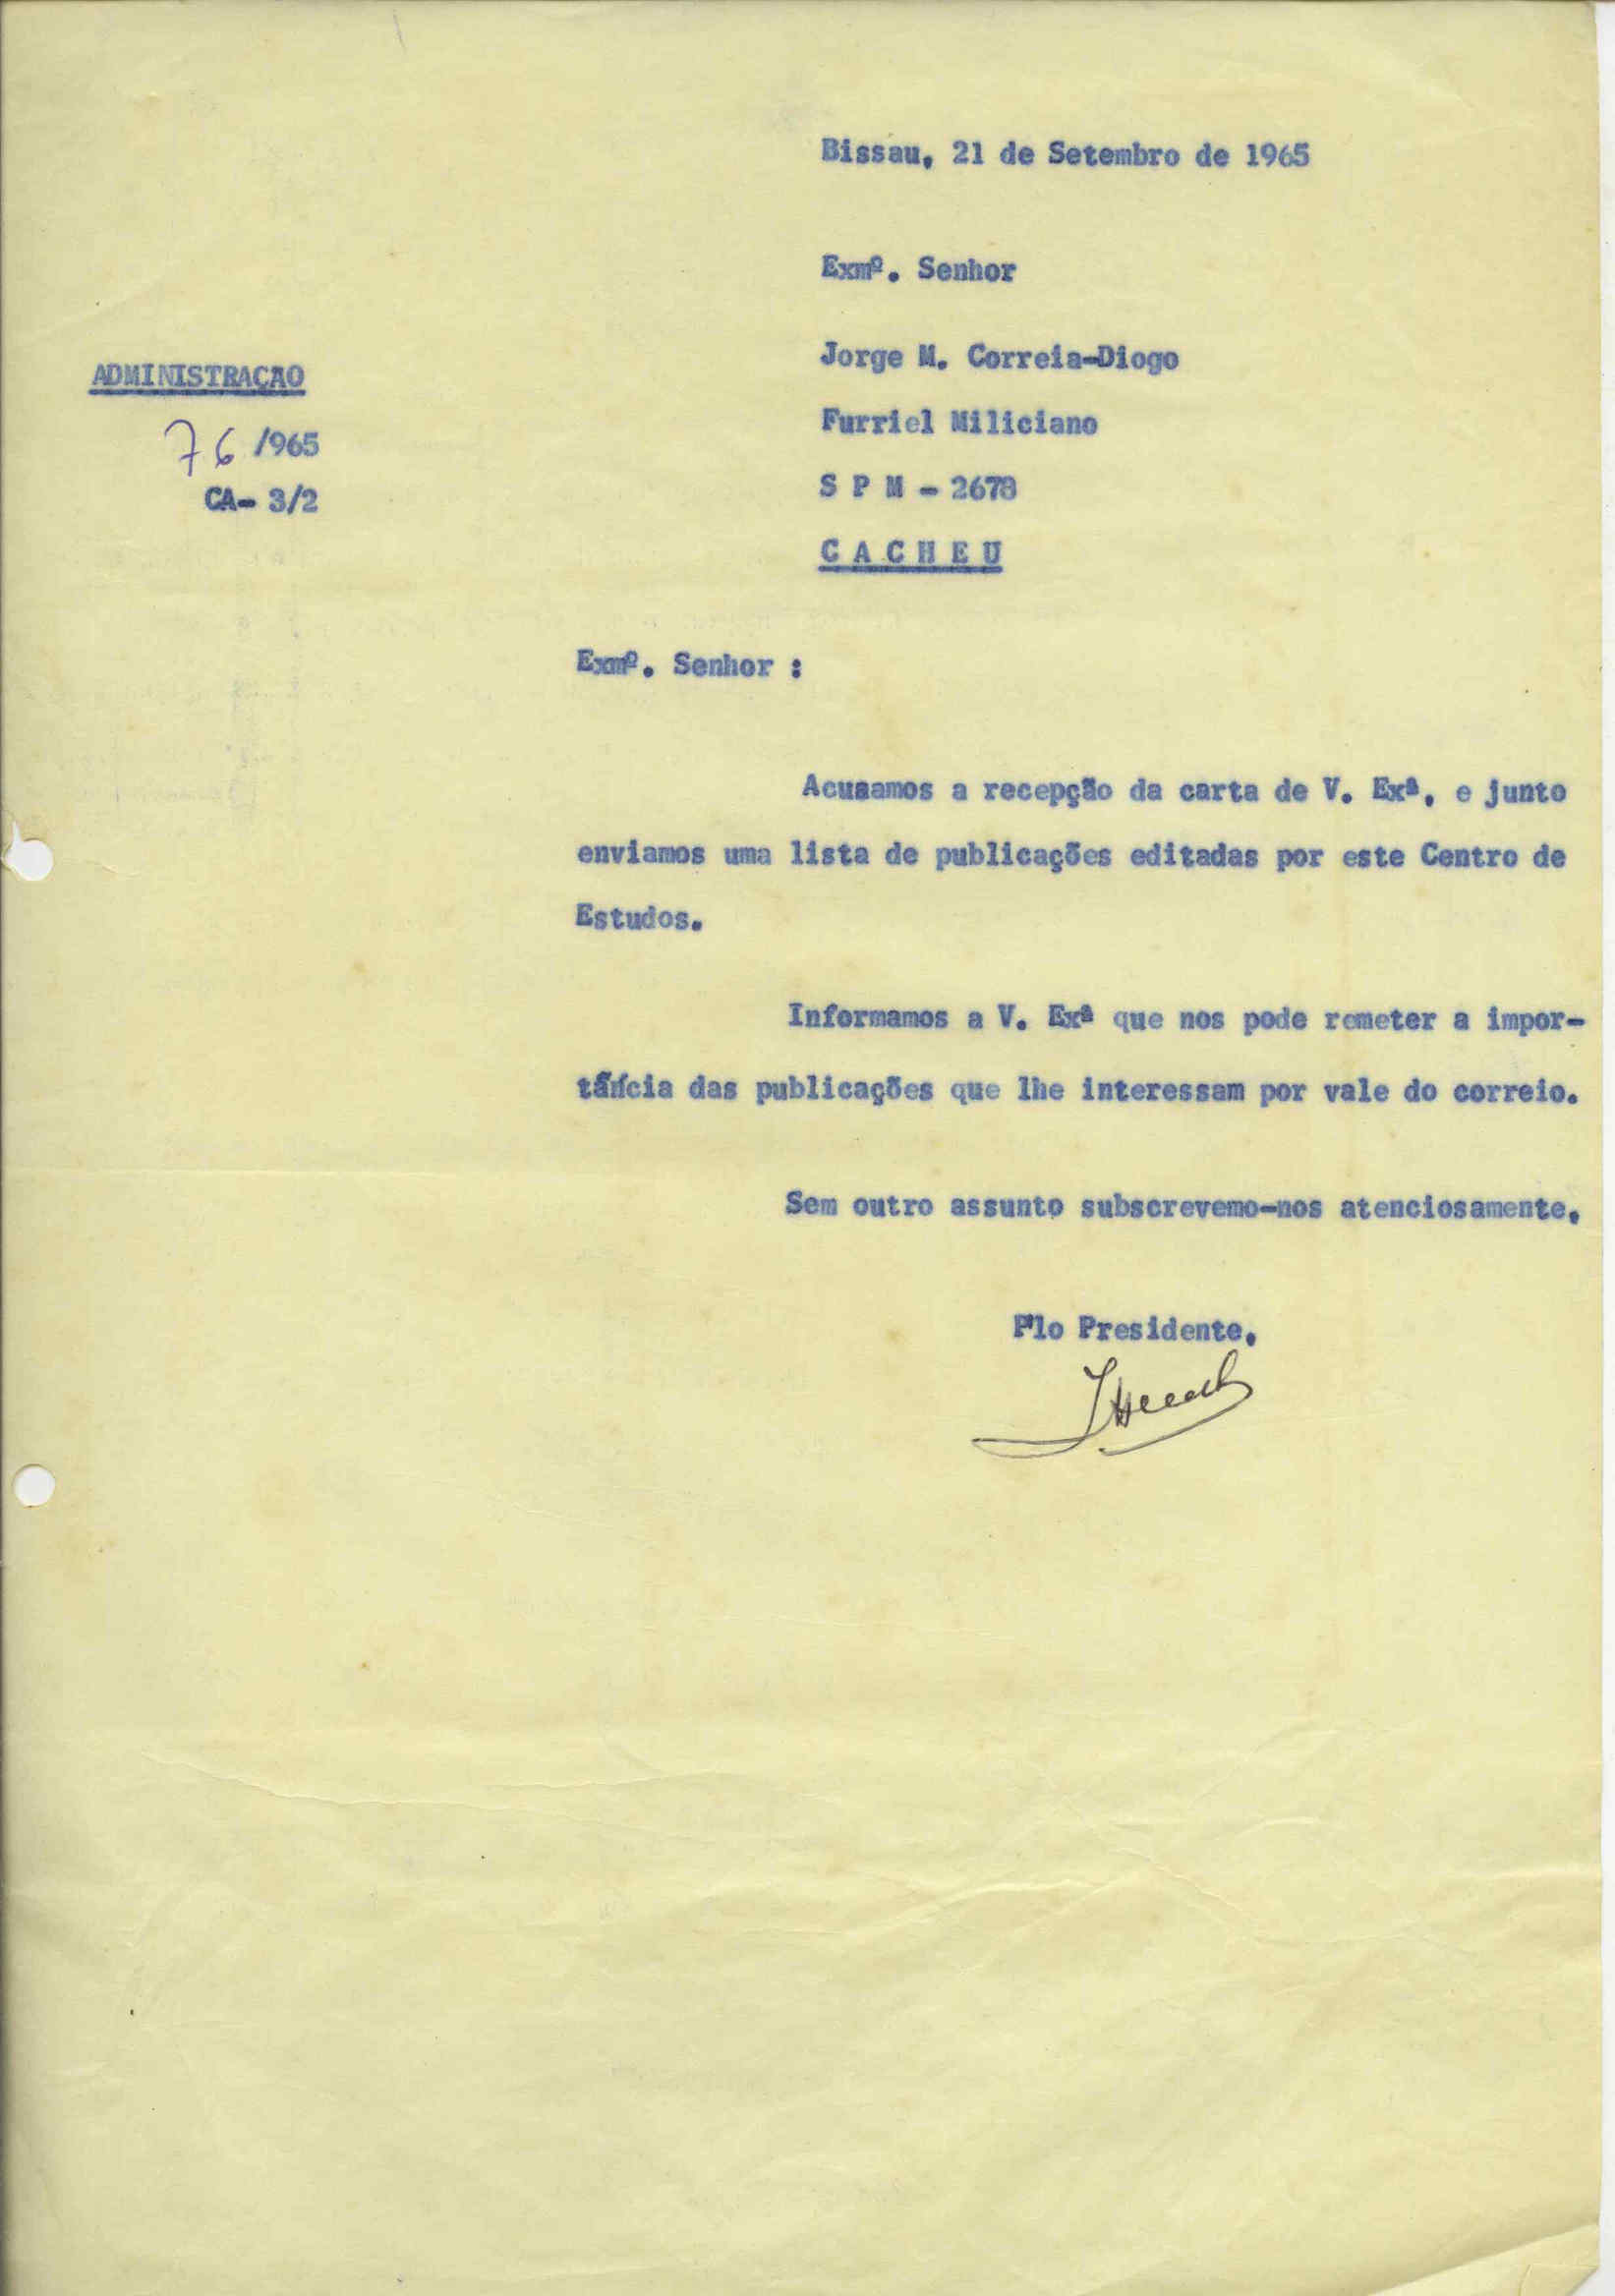 Bissau, 21 de Setembro de 1965
Exmº. Senhor
Jorge M. Correia-Diogo
ADMINISTRAÇAO
Furriel Miliciano
76 /965
S P M - 2678
CA- 3/2
C A C H E U
Exmº. Senhor :
Acusamos a recepção da carta de V. Exª, e junto
enviamos uma lista de publicações editadas por este Centro de
Estudos.
Informamos a V. Exª que nos pode remeter a impor-
tância das publicações que lhe interessam por vale do correio.
Sem outro assunto subscrevemo-nos atenciosamente,
P'lo Presidente,